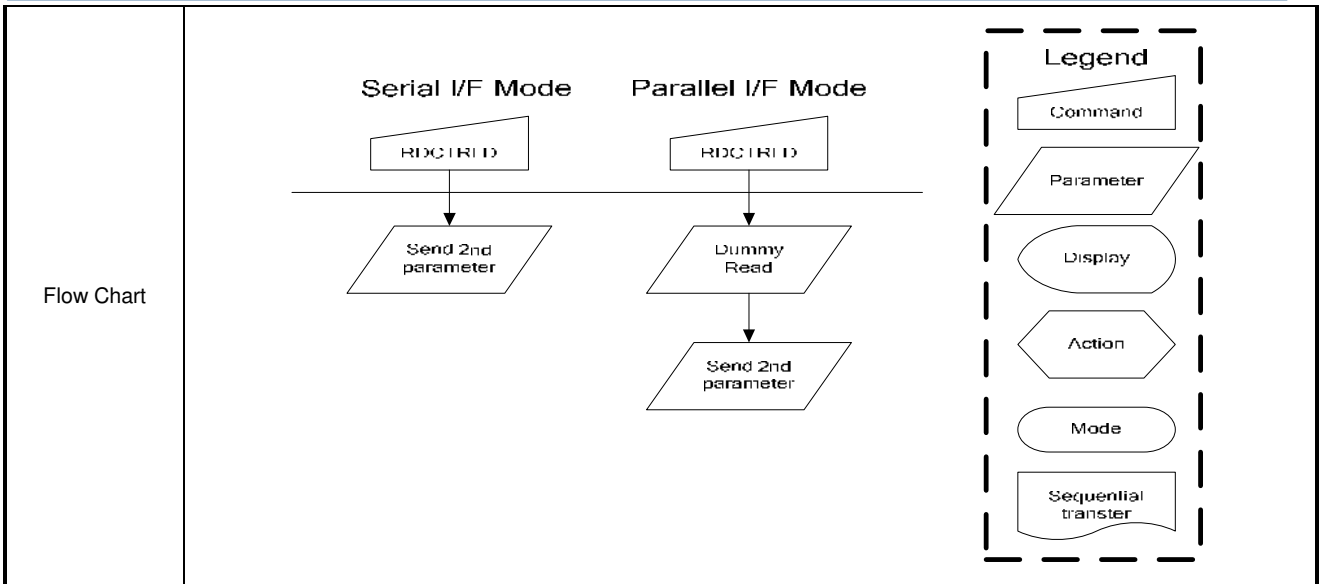 Flow Chart
Serial I/F Mode
Parallel I/F Mode
RDCTRLD
RDCTRLD
Send 2nd
parameter
Dummy
Read
Send 2nd
parameter
Legend
Command
Parameter
Display
Action
Mode
Sequential
transfer